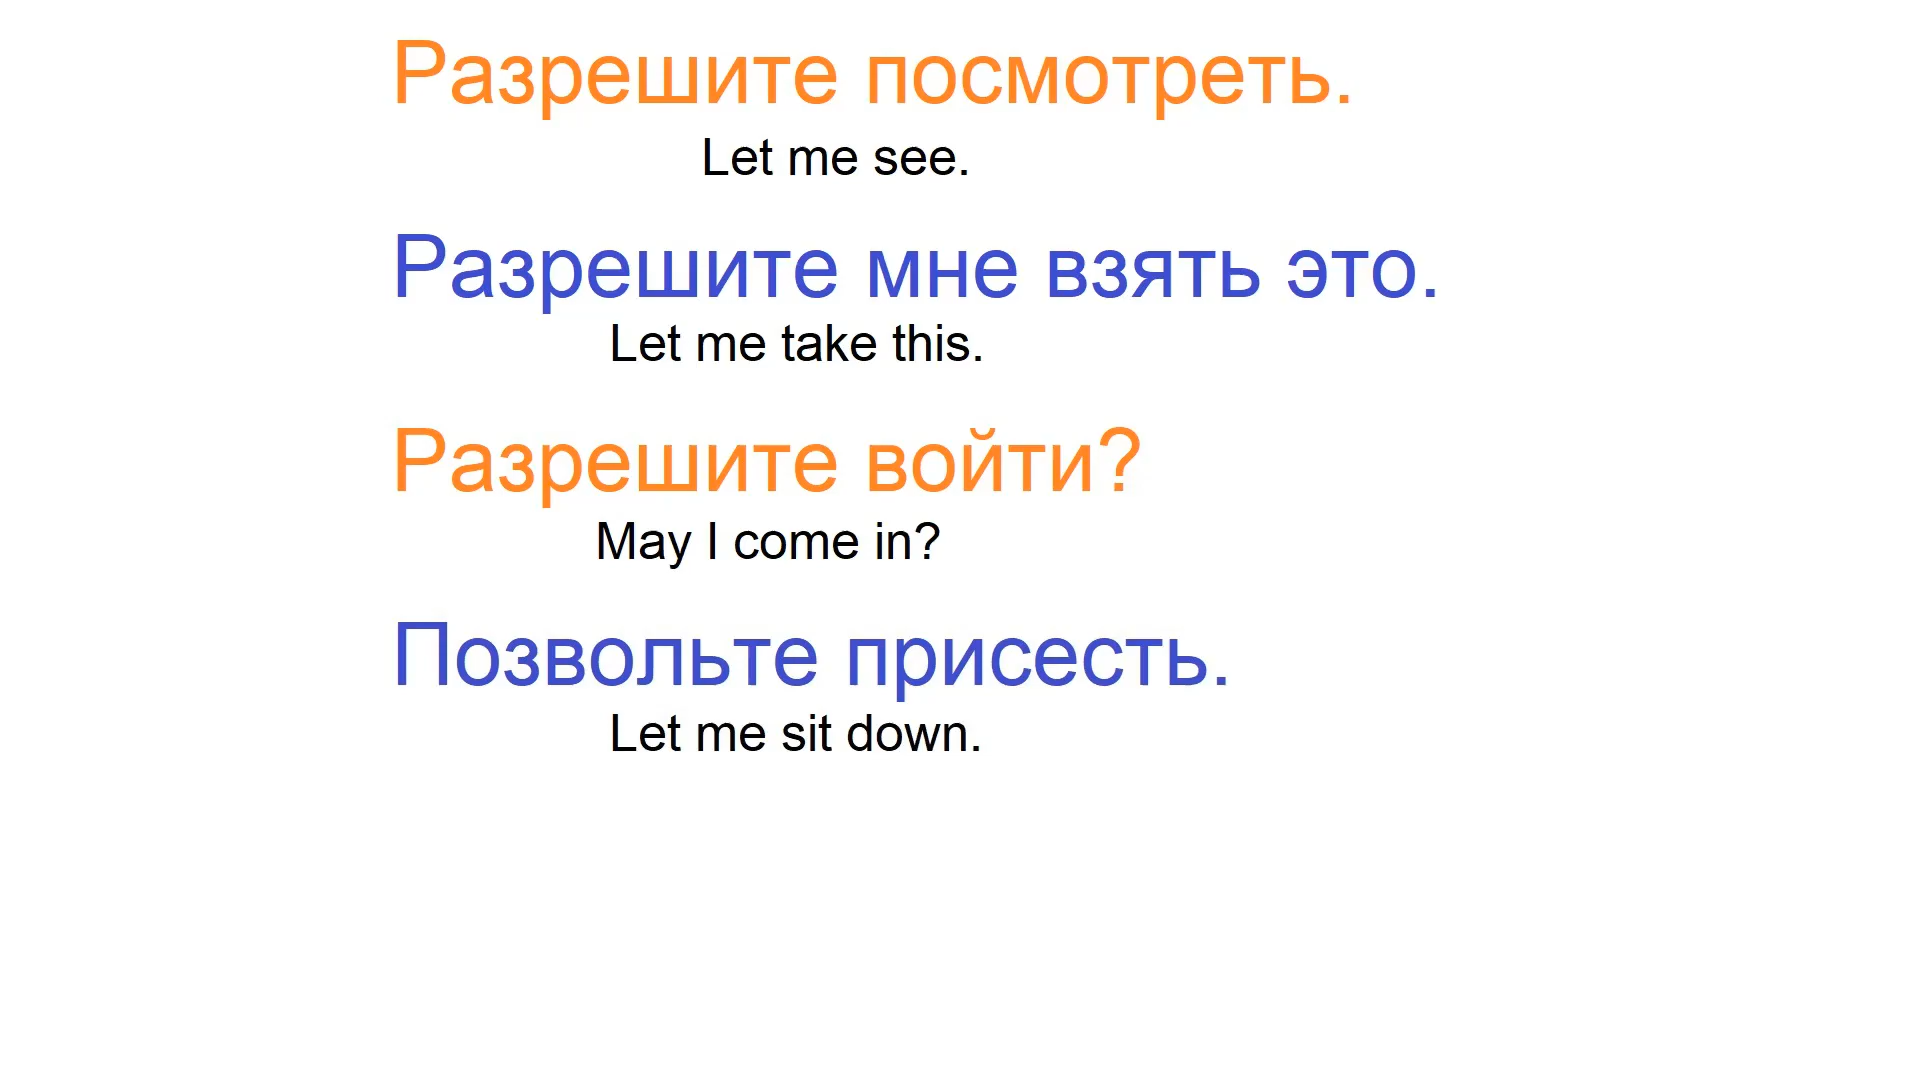 Разрешите посмотреть.
Let me see.
Разрешите мне взять это.
Let me take this.
Разрешите войти?
May I come in?
Позвольте присесть.
Let me sit down.